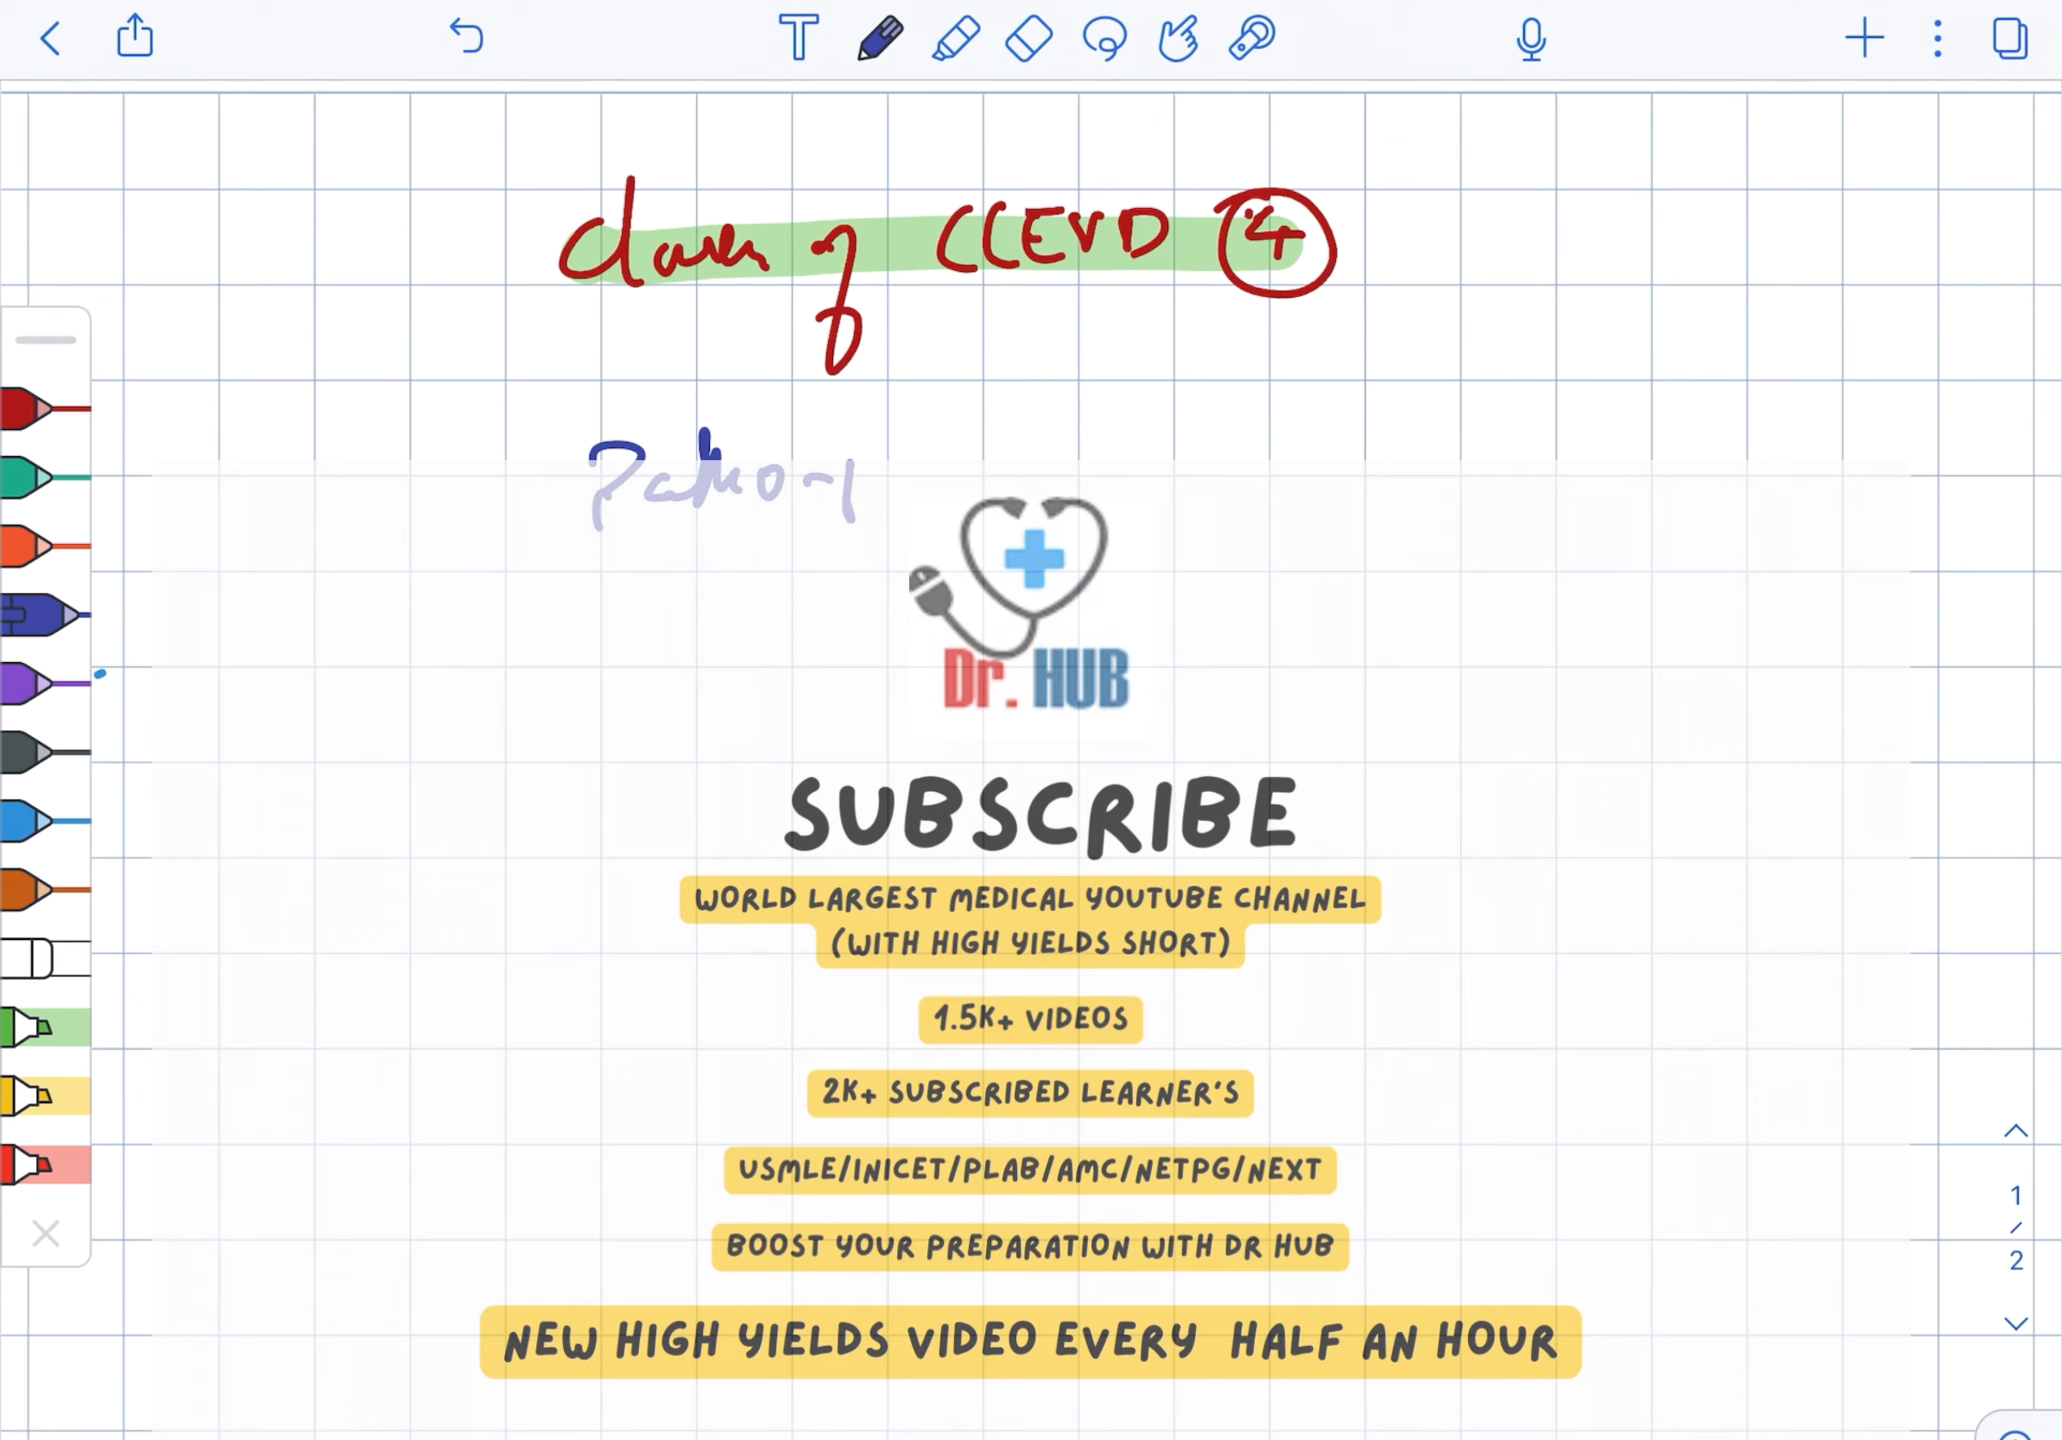 class of CLEVD 4
Patho-
Dr. HUB
SUBSCRIBE
WORLD LARGEST MEDICAL YOUTUBE CHANNEL
(WITH HIGH YIELDS SHORT)
1.5K+ VIDEOS
2K+ SUBSCRIBED LEARNER'S
USMLE/INICET/PLAB/AMC/NETPG/NEXT
BOOST YOUR PREPARATION WITH DR HUB
NEW HIGH YIELDS VIDEO EVERY HALF AN HOUR
1
/
2